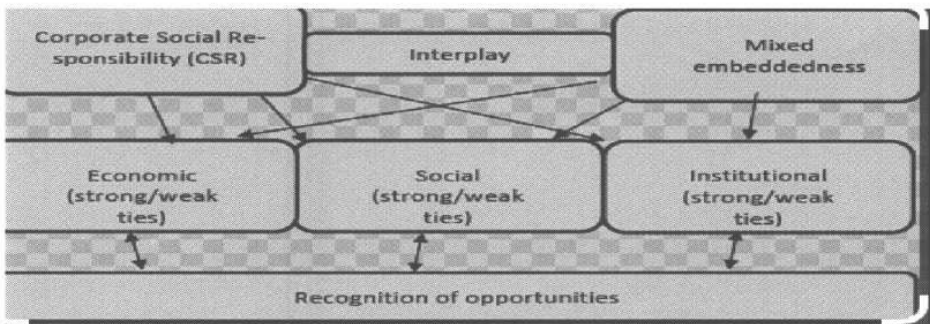 Corporate Social Re-
sponsibility (CSR)
Interplay
Mixed
embeddedness
Economic
(strong/weak
ties)
Social
(strong/weak
ties)
Institutional
(strong/weak
ties)
Recognition of opportunities